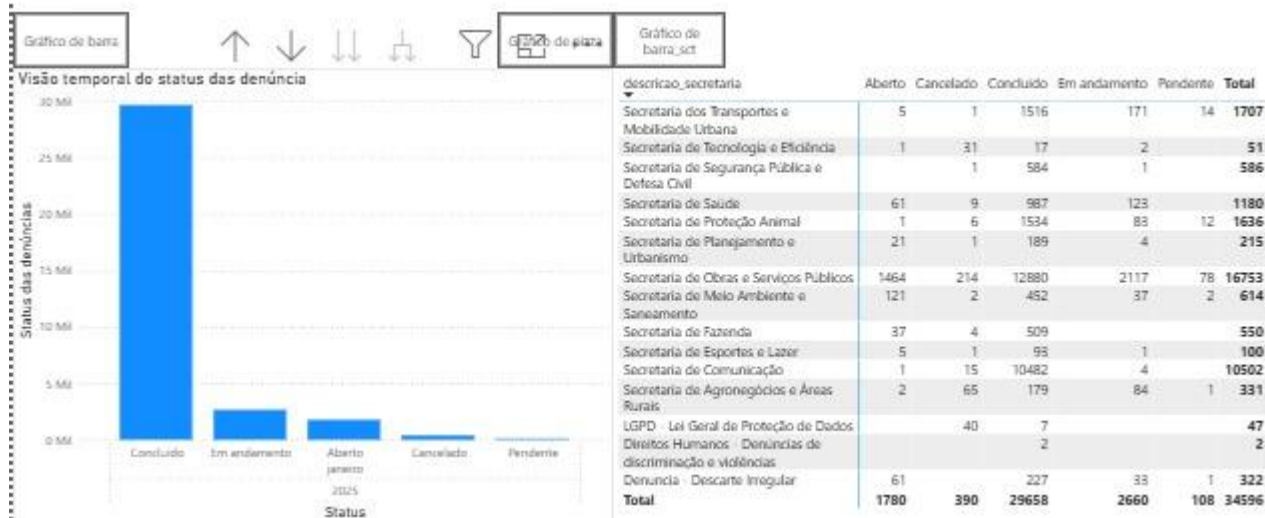 Gráfico de barra
Gráfico de pizza
Gráfico de
barra_sct
Visão temporal do status das denúncia
Status das denúncias
30 Mil
25 Mil
20 Mil
15 Mil
10 Mil
5 Mil
0 Mil
Concluido Em andamento Aberto Cancelado Pendente
janeiro
2025
Status
descricao_secretaria Aberto Cancelado Concluido Em andamento Pendente Total
Secretaria dos Transportes e 5 1 1516 171 14 1707
Mobilidade Urbana
Secretaria de Tecnologia e Eficiência 1 31 17 2 51
Secretaria de Segurança Pública e 1 584 1 586
Defesa Civil
Secretaria de Saúde 61 9 987 123 1180
Secretaria de Proteção Animal 1 6 1534 83 12 1636
Secretaria de Planejamento e 21 1 189 4 215
Urbanismo
Secretaria de Obras e Serviços Públicos 1464 214 12880 2117 78 16753
Secretaria de Meio Ambiente e 121 2 452 37 2 614
Saneamento
Secretaria de Fazenda 37 4 509 550
Secretaria de Esportes e Lazer 5 1 93 1 100
Secretaria de Comunicação 1 15 10482 4 10502
Secretaria de Agronegócios e Áreas 2 65 179 84 1 331
Rurais
LGPD - Lei Geral de Proteção de Dados 40 7 47
Direitos Humanos - Denúncias de 2 2
discriminação e violências
Denuncia - Descarte Irregular 61 227 33 1 322
Total 1780 390 29658 2660 108 34596